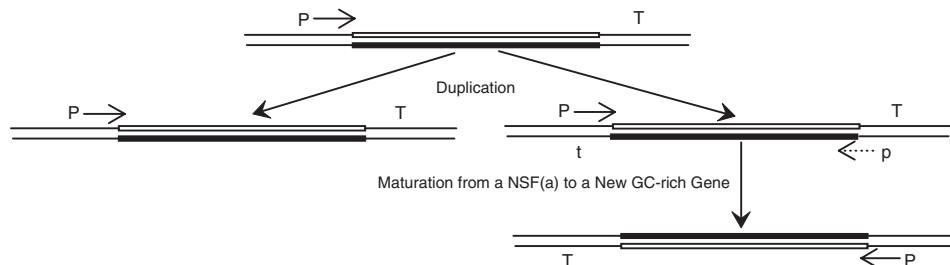 P T
Duplication
P T P T
t p
Maturation from a NSF(a) to a New GC-rich Gene
T P